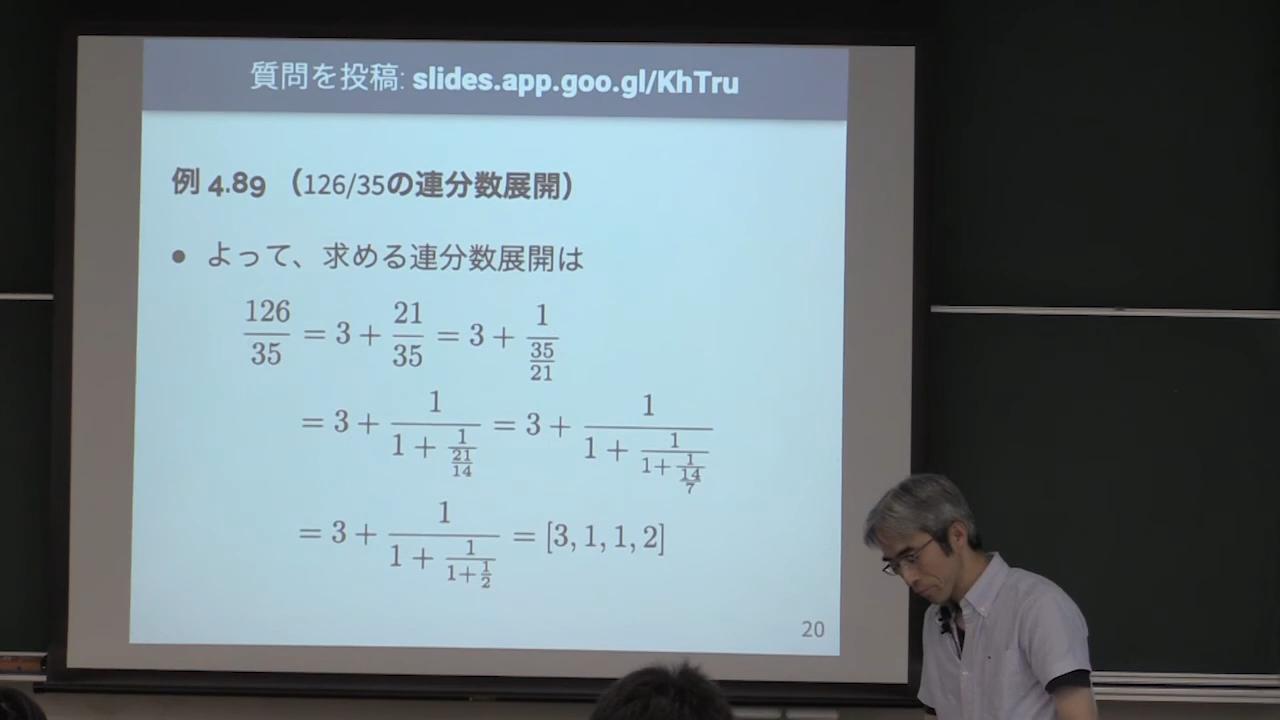 質問を投稿: slides.app.goo.gl/KhTru
例 4.89 （126/35の連分数展開）
● よって、求める連分数展開は
126/35 = 3 + 21/35 = 3 + 1/(35/21)
= 3 + 1/(1 + 1/(21/14)) = 3 + 1/(1 + 1/(1+1/(14/7)))
= 3 + 1/(1 + 1/(1+1/2)) = [3, 1, 1, 2]
20